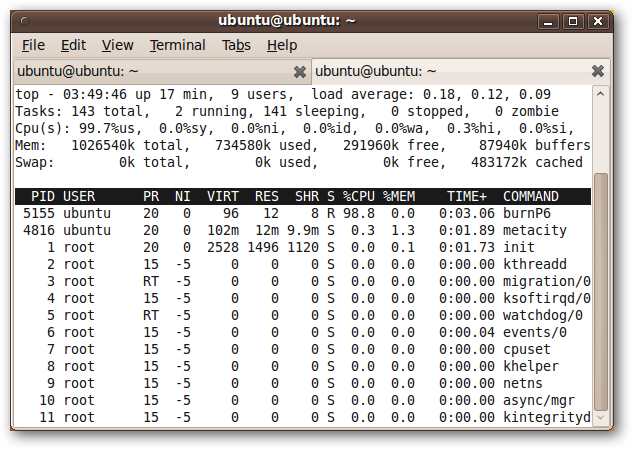 ubuntu@ubuntu: ~
File Edit View Terminal Tabs Help
ubuntu@ubuntu: ~ ubuntu@ubuntu: ~
top - 03:49:46 up 17 min,  9 users,  load average: 0.18, 0.12, 0.09
Tasks: 143 total,   2 running, 141 sleeping,   0 stopped,   0 zombie
Cpu(s): 99.7%us,  0.0%sy,  0.0%ni,  0.0%id,  0.0%wa,  0.3%hi,  0.0%si,
Mem:   1026540k total,   734580k used,   291960k free,    87940k buffers
Swap:        0k total,        0k used,        0k free,   483172k cached
  PID USER      PR  NI  VIRT  RES  SHR S %CPU %MEM    TIME+  COMMAND
 5155 ubuntu    20   0    96   12    8 R 98.8  0.0   0:03.06 burnP6
 4816 ubuntu    20   0  102m  12m 9.9m S  0.3  1.3   0:01.89 metacity
    1 root      20   0  2528 1496 1120 S  0.0  0.1   0:01.73 init
    2 root      15  -5     0    0    0 S  0.0  0.0   0:00.00 kthreadd
    3 root      RT  -5     0    0    0 S  0.0  0.0   0:00.00 migration/0
    4 root      15  -5     0    0    0 S  0.0  0.0   0:00.00 ksoftirqd/0
    5 root      RT  -5     0    0    0 S  0.0  0.0   0:00.00 watchdog/0
    6 root      15  -5     0    0    0 S  0.0  0.0   0:00.04 events/0
    7 root      15  -5     0    0    0 S  0.0  0.0   0:00.00 cpuset
    8 root      15  -5     0    0    0 S  0.0  0.0   0:00.00 khelper
    9 root      15  -5     0    0    0 S  0.0  0.0   0:00.00 netns
   10 root      15  -5     0    0    0 S  0.0  0.0   0:00.00 async/mgr
   11 root      15  -5     0    0    0 S  0.0  0.0   0:00.00 kintegrityd